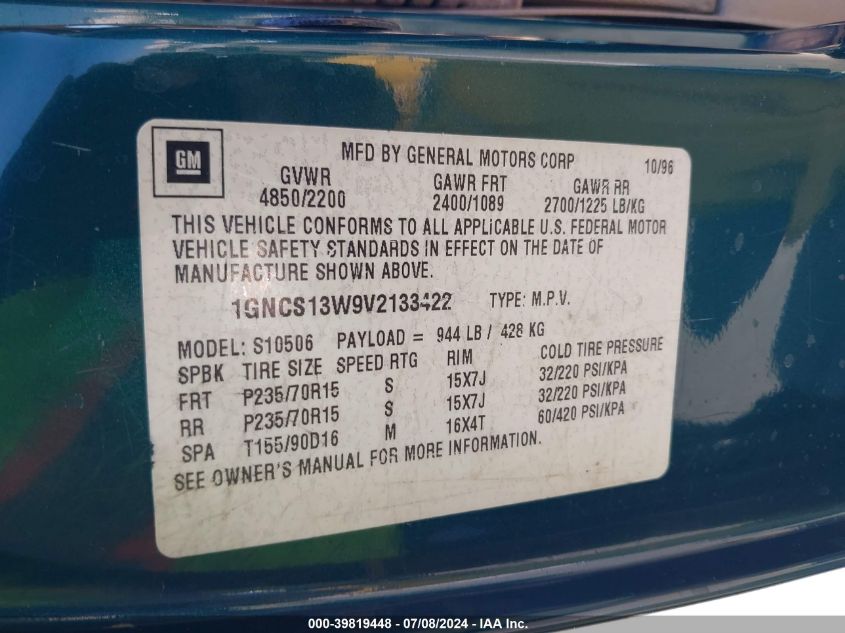 GM
MFD BY GENERAL MOTORS CORP 10/96
GVWR GAWR FRT GAWR RR
4850/2200 2400/1089 2700/1225 LB/KG
THIS VEHICLE CONFORMS TO ALL APPLICABLE U.S. FEDERAL MOTOR
VEHICLE SAFETY STANDARDS IN EFFECT ON THE DATE OF
MANUFACTURE SHOWN ABOVE.
1GNCS13W9V2133422 TYPE: M.P.V.
MODEL: S10506 PAYLOAD = 944 LB / 428 KG
SPBK TIRE SIZE SPEED RTG RIM COLD TIRE PRESSURE
FRT P235/70R15 S 15X7J 32/220 PSI/KPA
RR P235/70R15 S 15X7J 32/220 PSI/KPA
SPA T155/90D16 M 16X4T 60/420 PSI/KPA
SEE OWNER'S MANUAL FOR MORE INFORMATION.
000-39819448 - 07/08/2024 - IAA Inc.